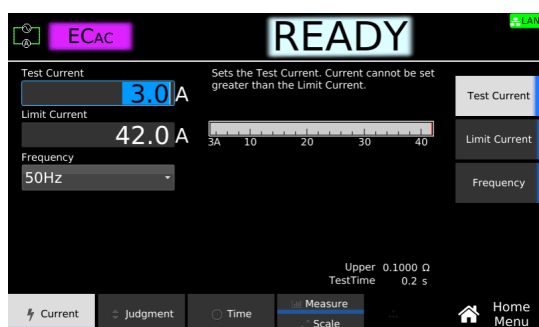 ECAC
READY
LAN
Test Current
3.0 A
Sets the Test Current. Current cannot be set
greater than the Limit Current.
Limit Current
42.0 A
3A 10 20 30 40
Frequency
50Hz
Test Current
Limit Current
Frequency
Upper 0.1000 Ω
TestTime 0.2 s
Current
Judgment
Time
Measure
Scale
Home
Menu